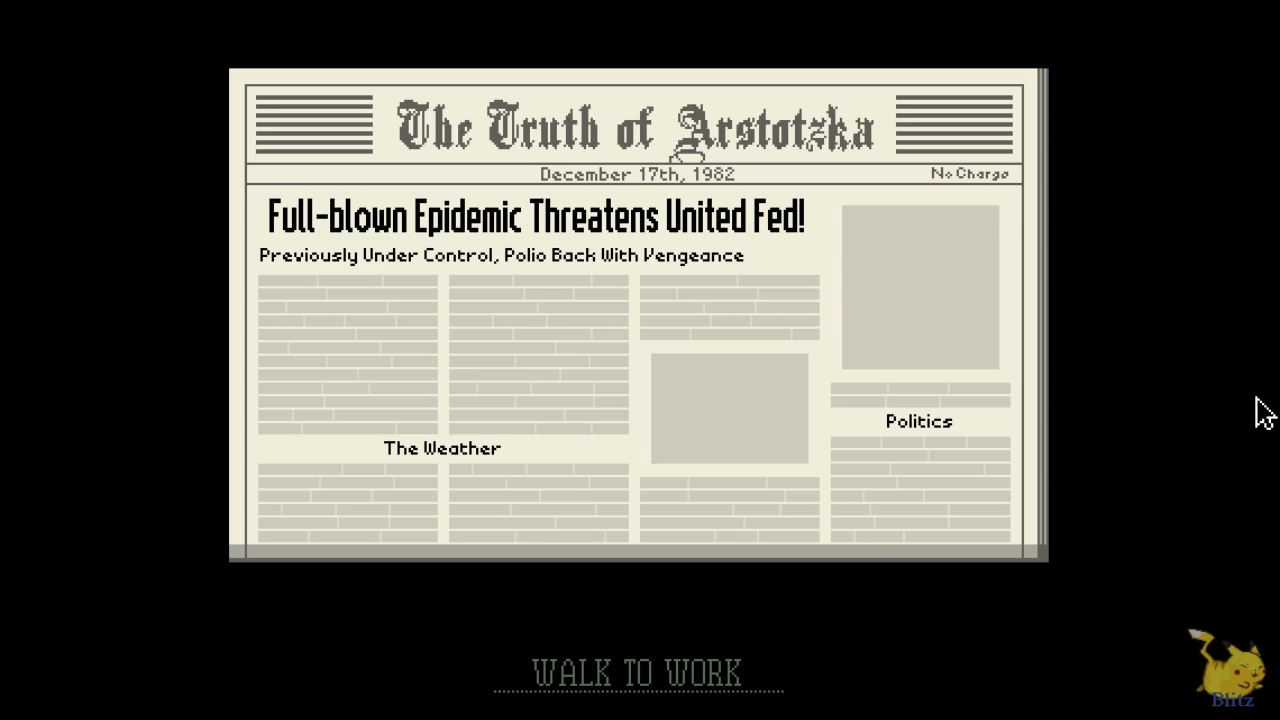 The Truth of Arstotzka
December 17th, 1982
No Charge
Full-blown Epidemic Threatens United Fed!
Previously Under Control, Polio Back With Vengeance
Politics
The Weather
WALK TO WORK
Blitz